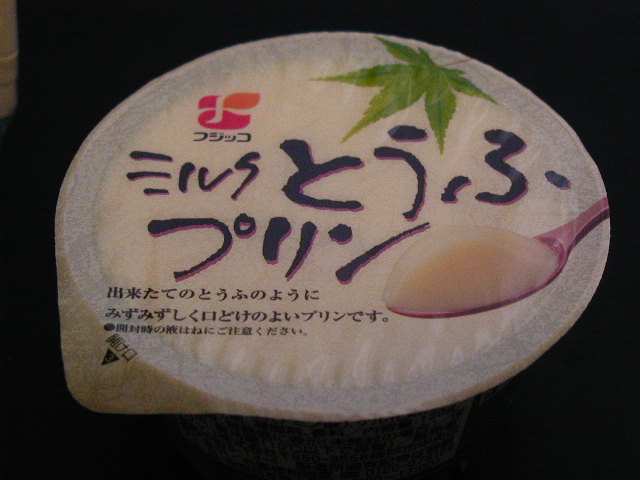 フジッコ
ミルクとうふ
プリン
出来たてのとうふのように
みずみずしく口どけのよいプリンです。
●開封時の液はねにご注意ください。
開け口